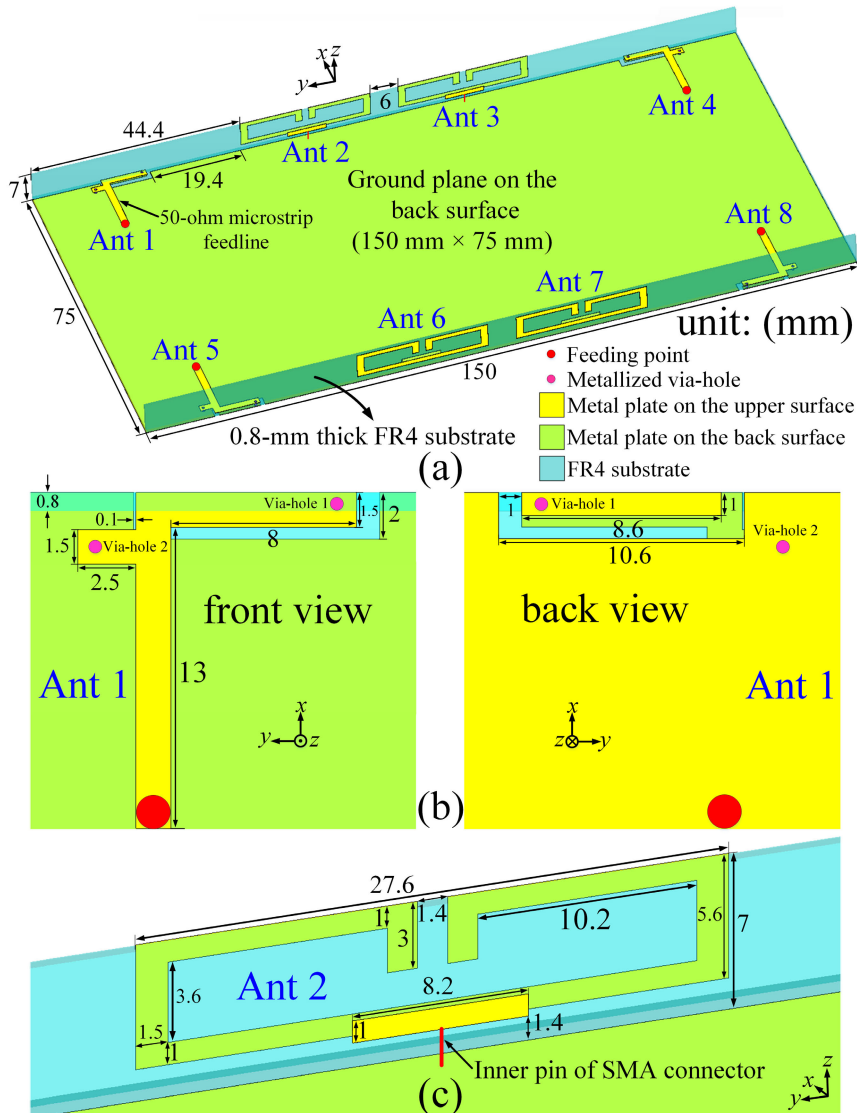 x z
y
6
44.4
Ant 3
Ant 4
Ant 2
7
19.4
Ground plane on the
back surface
(150 mm × 75 mm)
50-ohm microstrip
feedline
Ant 1
Ant 8
75
Ant 7
Ant 6
unit: (mm)
Ant 5
150
Feeding point
Metallized via-hole
Metal plate on the upper surface
Metal plate on the back surface
FR4 substrate
0.8-mm thick FR4 substrate
(a)
0.8
Via-hole 1
1.5
2
0.1
1.5
Via-hole 2
8
2.5
front view
13
Ant 1
x
y
z
1
Via-hole 1
1
8.6
Via-hole 2
10.6
back view
Ant 1
x
z
y
(b)
27.6
1.4
1
3
10.2
5.6
7
3.6
Ant 2
8.2
1.5
1
1
1.4
Inner pin of SMA connector
z
x
y
(c)